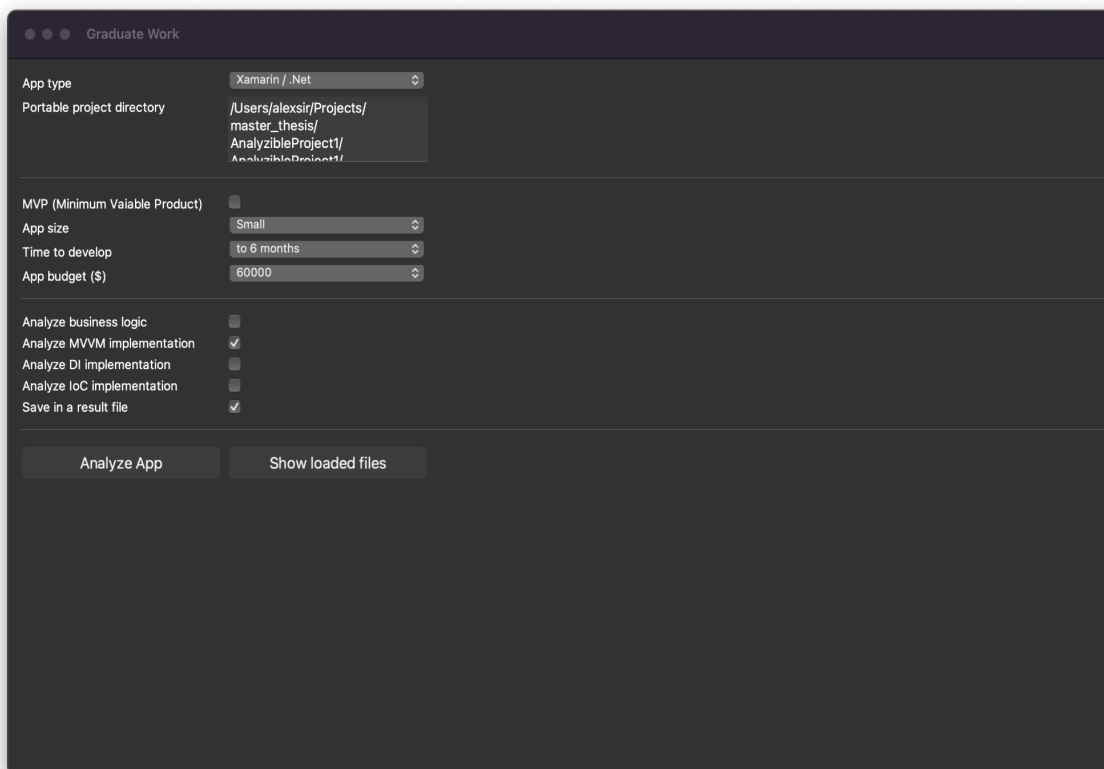 Graduate Work
App type Xamarin / .Net
Portable project directory /Users/alexsir/Projects/
master_thesis/
AnalyzibleProject1/
AnalyzibleProject1/
MVP (Minimum Vaiable Product)
App size Small
Time to develop to 6 months
App budget ($) 60000
Analyze business logic
Analyze MVVM implementation
Analyze DI implementation
Analyze IoC implementation
Save in a result file
Analyze App Show loaded files